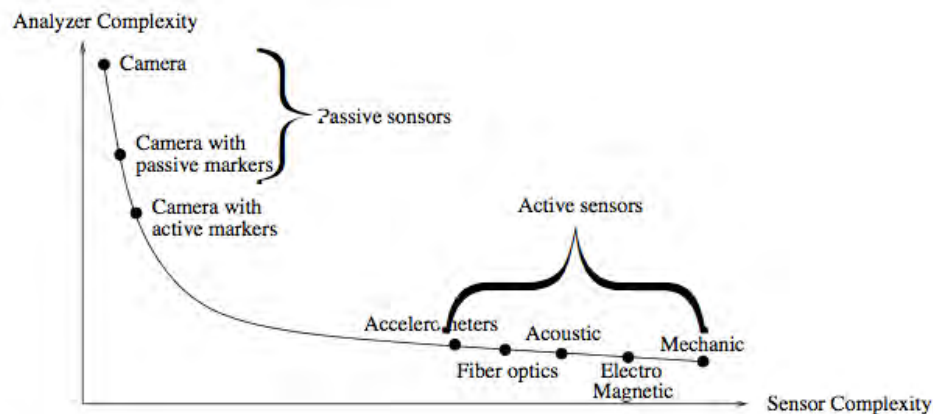 Analyzer Complexity
Camera
Passive sonsors
Camera with
passive markers
Camera with
active markers
Active sensors
Acoustic
Mechanic
Fiber optics
Electro
Magnetic
Sensor Complexity